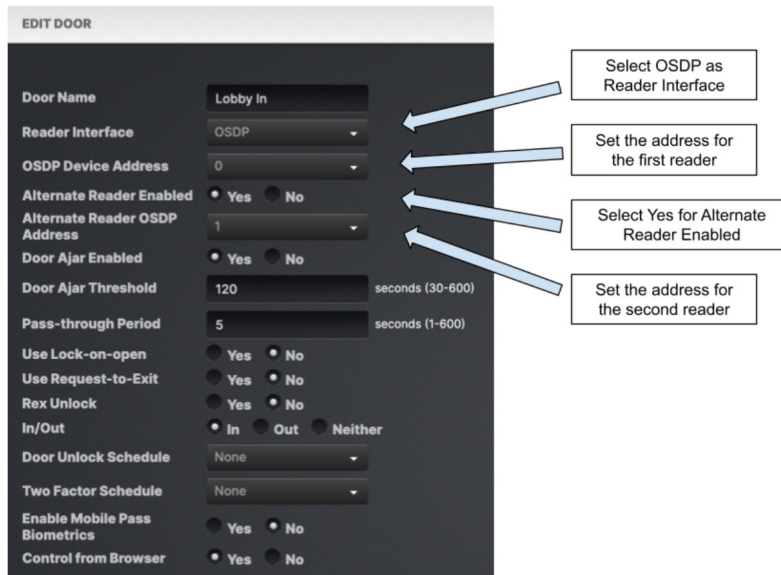 EDIT DOOR
Door Name Lobby In
Reader Interface OSDP
OSDP Device Address 0
Alternate Reader Enabled Yes No
Alternate Reader OSDP
Address 1
Door Ajar Enabled Yes No
Door Ajar Threshold 120 seconds (30-600)
Pass-through Period 5 seconds (1-600)
Use Lock-on-open Yes No
Use Request-to-Exit Yes No
Rex Unlock Yes No
In/Out In Out Neither
Door Unlock Schedule None
Two Factor Schedule None
Enable Mobile Pass
Biometrics Yes No
Control from Browser Yes No
Select OSDP as
Reader Interface
Set the address for
the first reader
Select Yes for Alternate
Reader Enabled
Set the address for
the second reader